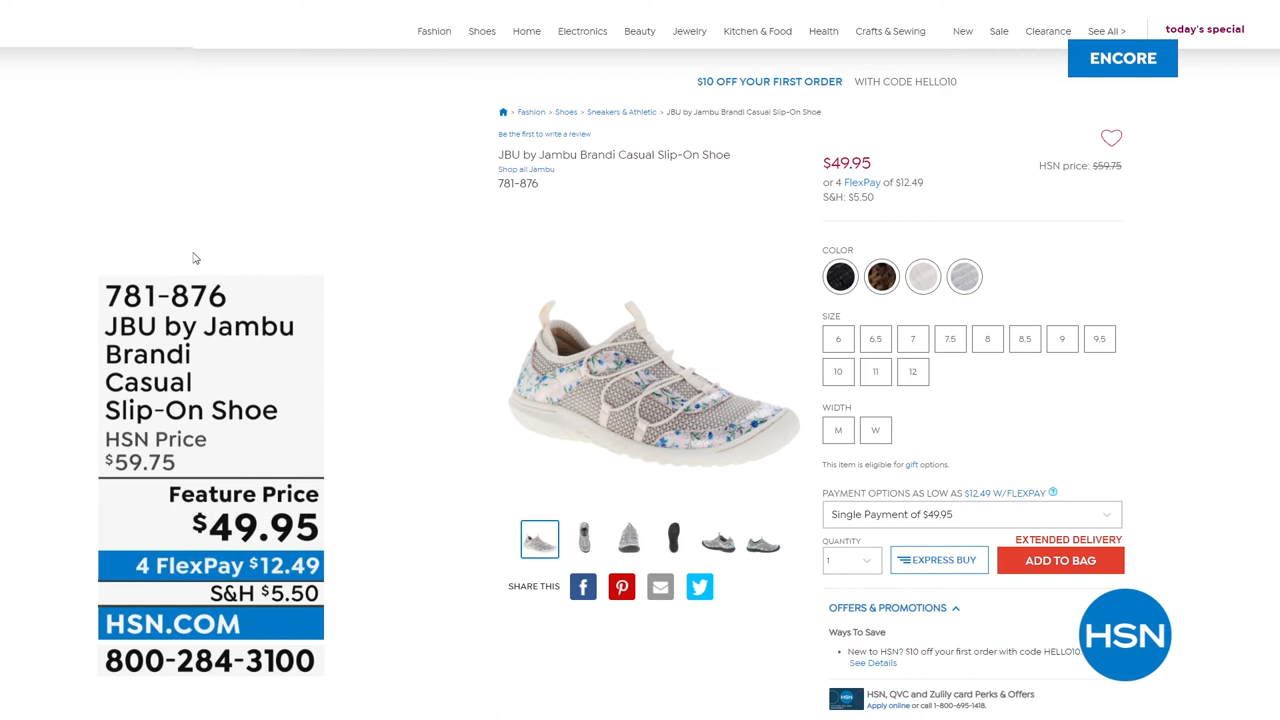 Fashion Shoes Home Electronics Beauty Jewelry Kitchen & Food Health Crafts & Sewing New Sale Clearance See All > today's special
ENCORE
$10 OFF YOUR FIRST ORDER WITH CODE HELLO10
> Fashion > Shoes > Sneakers & Athletic > JBU by Jambu Brandi Casual Slip-On Shoe
Be the first to write a review
JBU by Jambu Brandi Casual Slip-On Shoe
Shop all Jambu
781-876
$49.95
HSN price: $59.75
or 4 FlexPay of $12.49
S&H: $5.50
COLOR
SIZE
6 6.5 7 7.5 8 8.5 9 9.5
10 11 12
WIDTH
M W
This item is eligible for gift options.
PAYMENT OPTIONS AS LOW AS $12.49 W/FLEXPAY ?
Single Payment of $49.95
EXTENDED DELIVERY
QUANTITY
1 EXPRESS BUY ADD TO BAG
SHARE THIS
OFFERS & PROMOTIONS
Ways To Save
• New to HSN? $10 off your first order with code HELLO10.
See Details
HSN, QVC and Zulily card Perks & Offers
Apply online or call 1-800-695-1418.
HSN
781-876
JBU by Jambu
Brandi
Casual
Slip-On Shoe
HSN Price
$59.75
Feature Price
$49.95
4 FlexPay $12.49
S&H $5.50
HSN.COM
800-284-3100